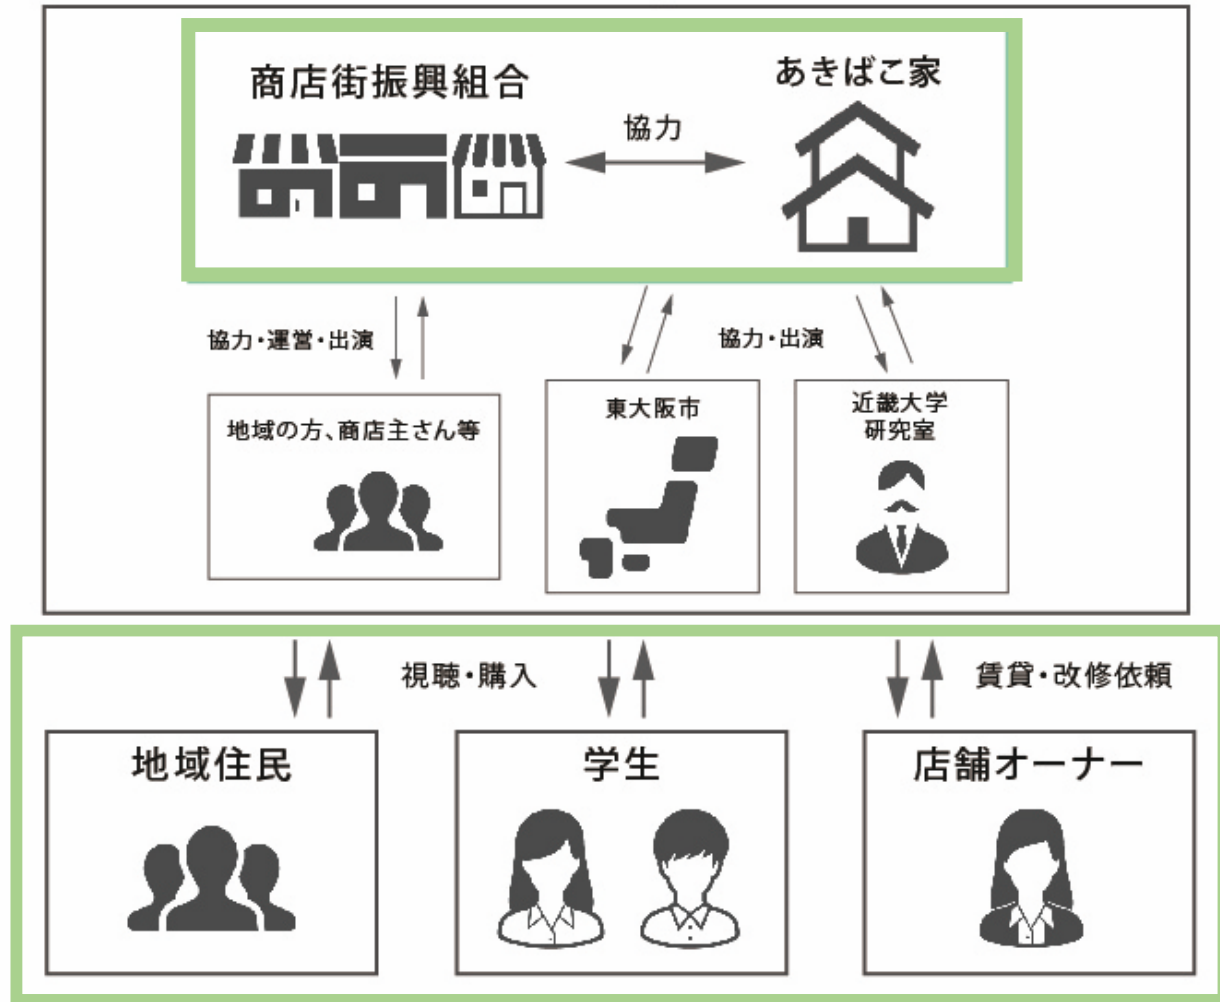 商店街振興組合
あきばこ家
協力
協力・運営・出演
協力・出演
地域の方、商店主さん等
東大阪市
近畿大学
研究室
視聴・購入
賃貸・改修依頼
地域住民
学生
店舗オーナー